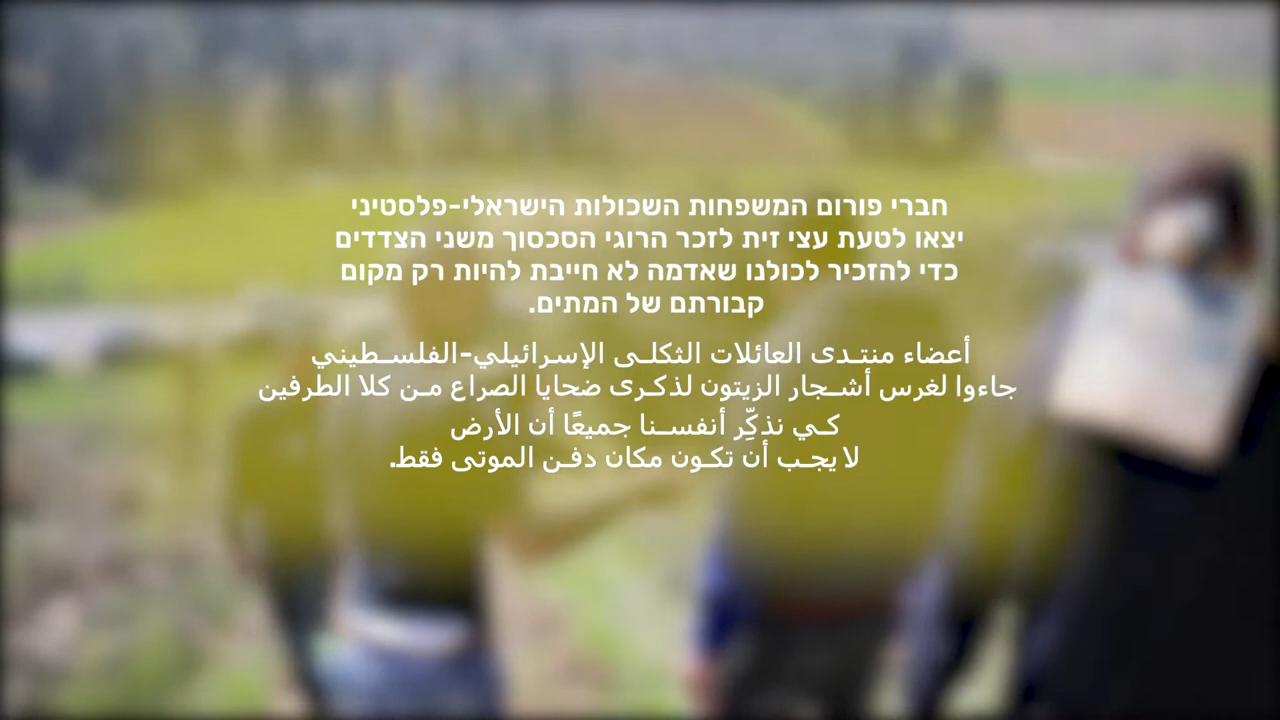 חברי פורום המשפחות השכולות הישראלי-פלסטיני
יצאו לטעת עצי זית לזכר הרוגי הסכסוך משני הצדדים
כדי להזכיר לכולנו שאדמה לא חייבת להיות רק מקום
קבורתם של המתים.
أعضاء منتـدى العائلات الثكلـى الإسرائيلي-الفلسـطيني
جاءوا لغرس أشـجار الزيتون لذكـرى ضحايا الصراع مـن كلا الطرفين
كـي نذكِّر أنفسـنا جميعًا أن الأرض
لا يجـب أن تكـون مكان دفـن الموتى فقط.